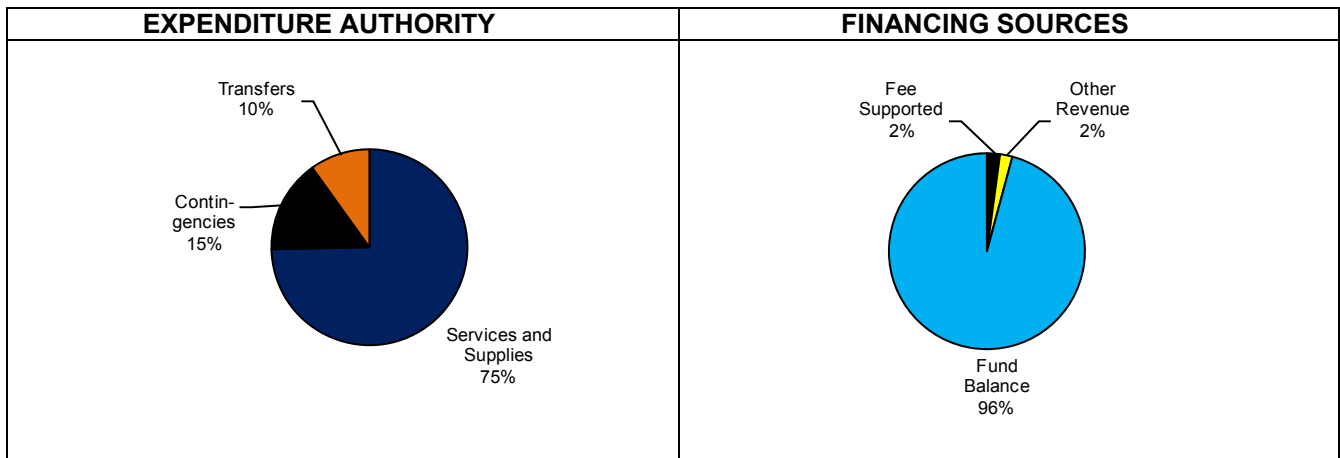 EXPENDITURE AUTHORITY
Transfers
10%
Contin-
gencies
15%
Services and
Supplies
75%
FINANCING SOURCES
Fee
Supported
2%
Other
Revenue
2%
Fund
Balance
96%